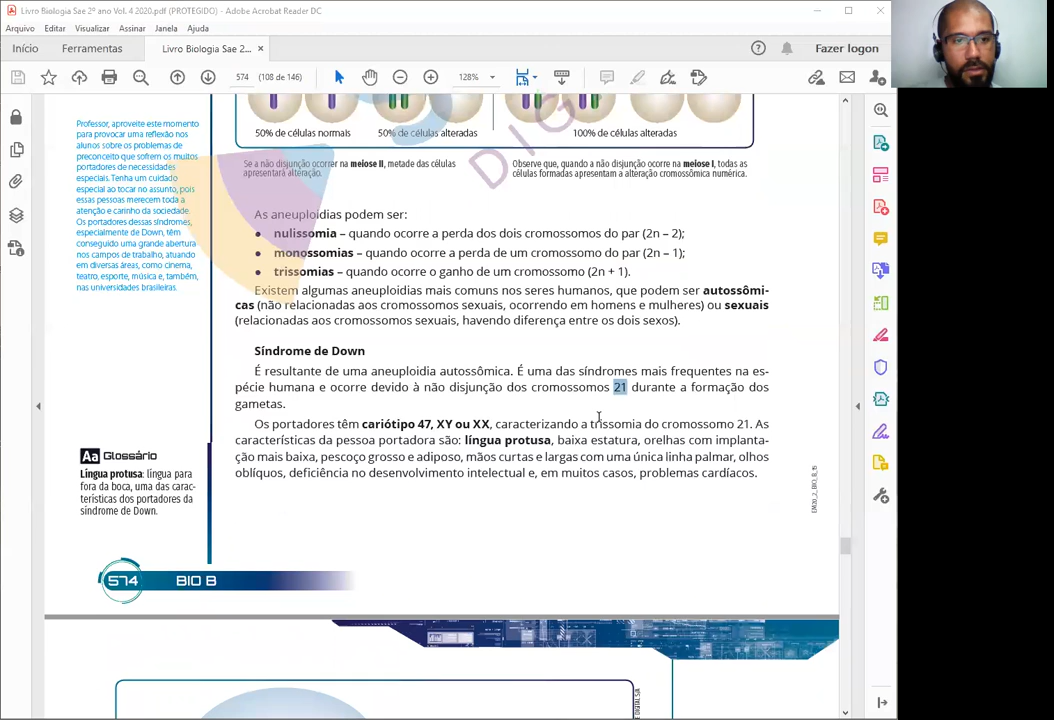 Livro Biologia Sae 2º ano Vol. 4 2020.pdf (PROTEGIDO) - Adobe Acrobat Reader DC
Arquivo Editar Visualizar Assinar Janela Ajuda
Início Ferramentas Livro Biologia Sae 2... × Fazer logon
574 (108 de 146) 128%
50% de células normais 50% de células alteradas 100% de células alteradas
DIG
Se a não disjunção ocorrer na meiose II, metade das células
apresentará alteração.
Observe que, quando a não disjunção ocorre na meiose I, todas as
células formadas apresentam a alteração cromossômica numérica.
Professor, aproveite este momento
para provocar uma reflexão nos
alunos sobre os problemas de
preconceito que sofrem os muitos
portadores de necessidades
especiais. Tenha um cuidado
especial ao tocar no assunto, pois
essas pessoas merecem toda a
atenção e carinho da sociedade.
Os portadores dessas síndromes,
especialmente de Down, têm
conseguido uma grande abertura
nos campos de trabalho, atuando
em diversas áreas, como cinema,
teatro, esporte, música e, também,
nas universidades brasileiras.
As aneuploidias podem ser:
• nulissomia – quando ocorre a perda dos dois cromossomos do par (2n – 2);
• monossomias – quando ocorre a perda de um cromossomo do par (2n – 1);
• trissomias – quando ocorre o ganho de um cromossomo (2n + 1).
Existem algumas aneuploidias mais comuns nos seres humanos, que podem ser autossômi-
cas (não relacionadas aos cromossomos sexuais, ocorrendo em homens e mulheres) ou sexuais
(relacionadas aos cromossomos sexuais, havendo diferença entre os dois sexos).
Síndrome de Down
É resultante de uma aneuploidia autossômica. É uma das síndromes mais frequentes na es-
pécie humana e ocorre devido à não disjunção dos cromossomos 21 durante a formação dos
gametas.
Os portadores têm cariótipo 47, XY ou XX, caracterizando a trissomia do cromossomo 21. As
características da pessoa portadora são: língua protusa, baixa estatura, orelhas com implanta-
ção mais baixa, pescoço grosso e adiposo, mãos curtas e largas com uma única linha palmar, olhos
oblíquos, deficiência no desenvolvimento intelectual e, em muitos casos, problemas cardíacos.
Aa Glossário
Língua protusa: língua para
fora da boca, uma das carac-
terísticas dos portadores da
síndrome de Down.
EM20_2_BIO_B_15
574 BIO B